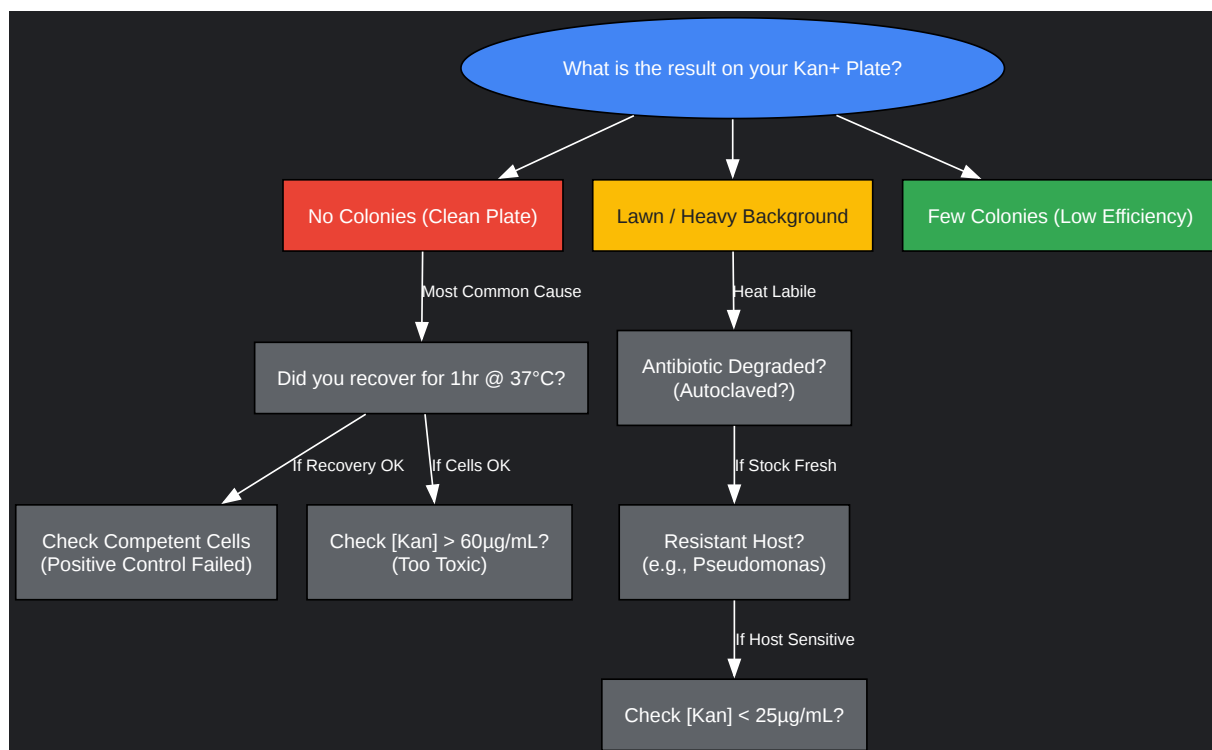 What is the result on your Kan+ Plate?
No Colonies (Clean Plate)
Lawn / Heavy Background
Few Colonies (Low Efficiency)
Most Common Cause
Heat Labile
Did you recover for 1hr @ 37°C?
Antibiotic Degraded?
(Autoclaved?)
If Recovery OK
If Cells OK
If Stock Fresh
Check Competent Cells
(Positive Control Failed)
Check [Kan] > 60µg/mL?
(Too Toxic)
Resistant Host?
(e.g., Pseudomonas)
If Host Sensitive
Check [Kan] < 25µg/mL?